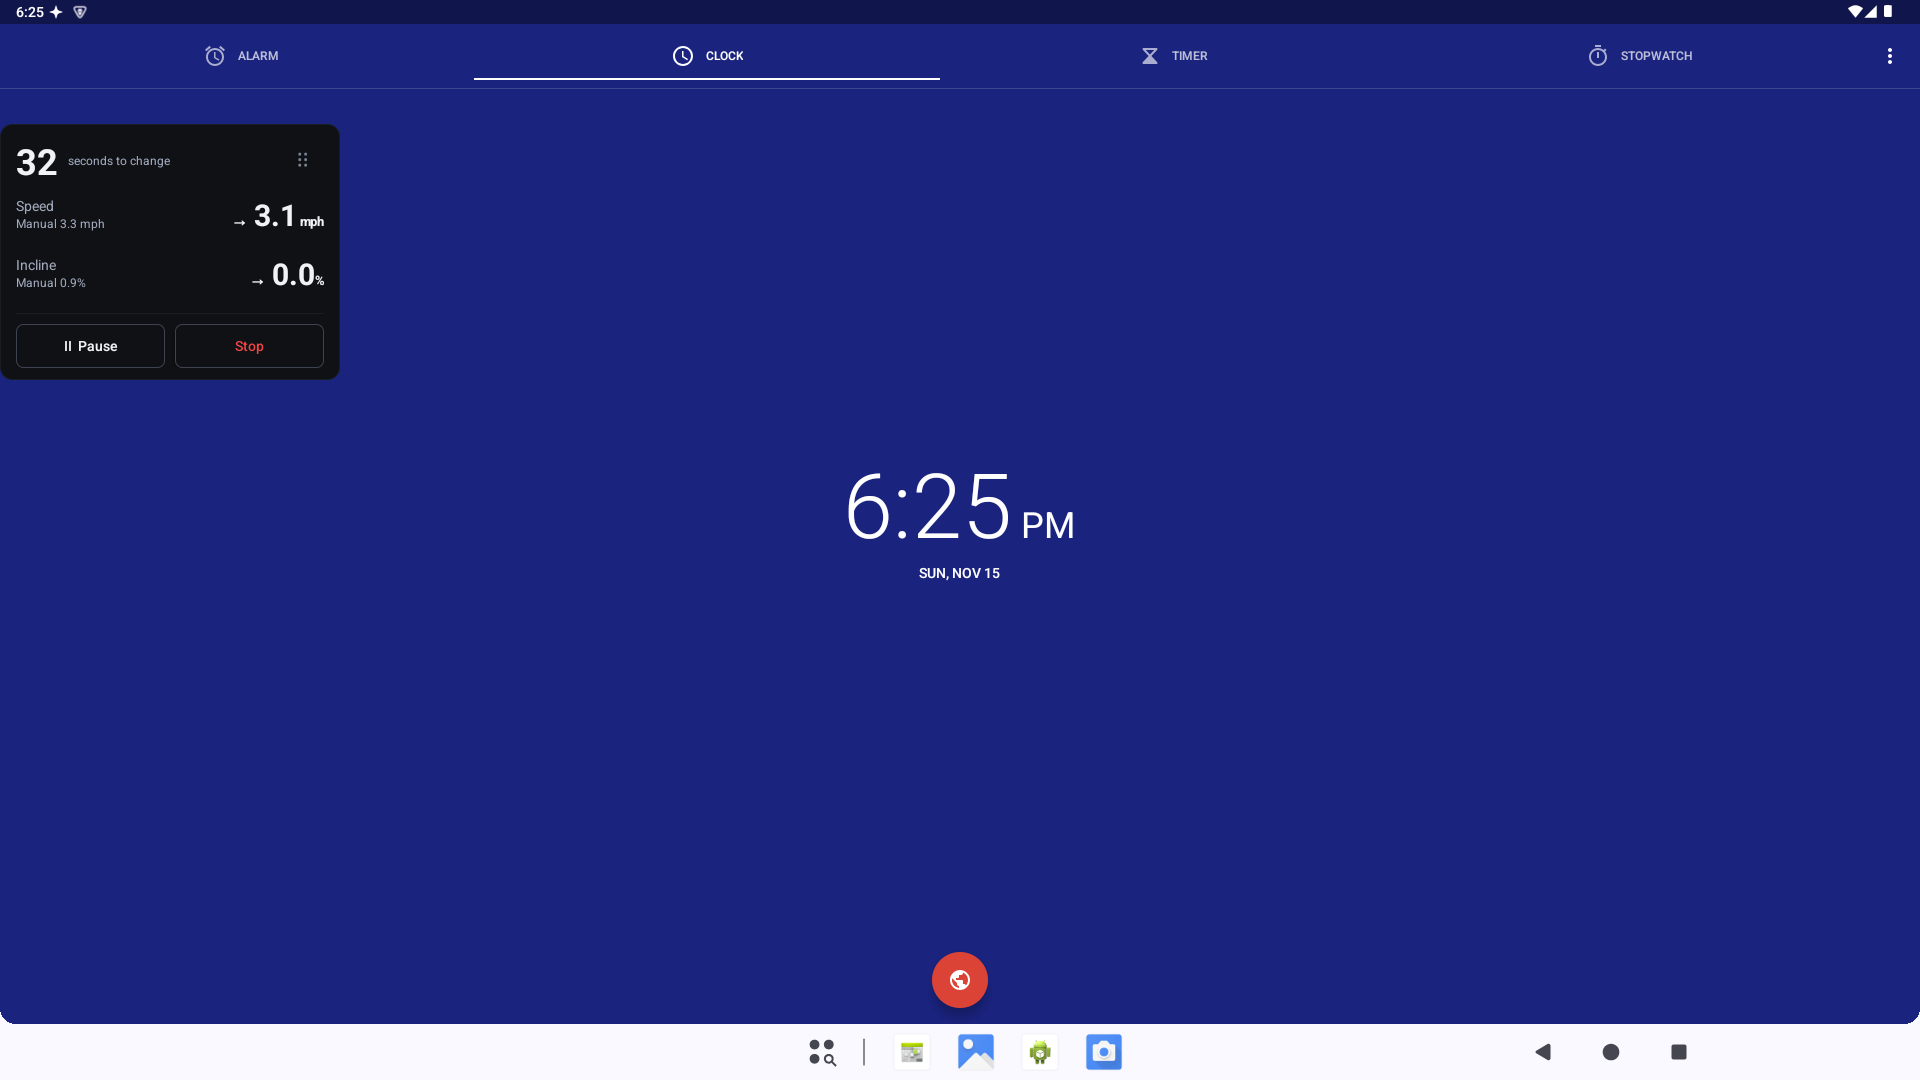 6:25
ALARM
CLOCK
TIMER
STOPWATCH
32 seconds to change
Speed
Manual 3.3 mph
→ 3.1 mph
Incline
Manual 0.9%
→ 0.0%
Pause
Stop
6:25 PM
SUN, NOV 15